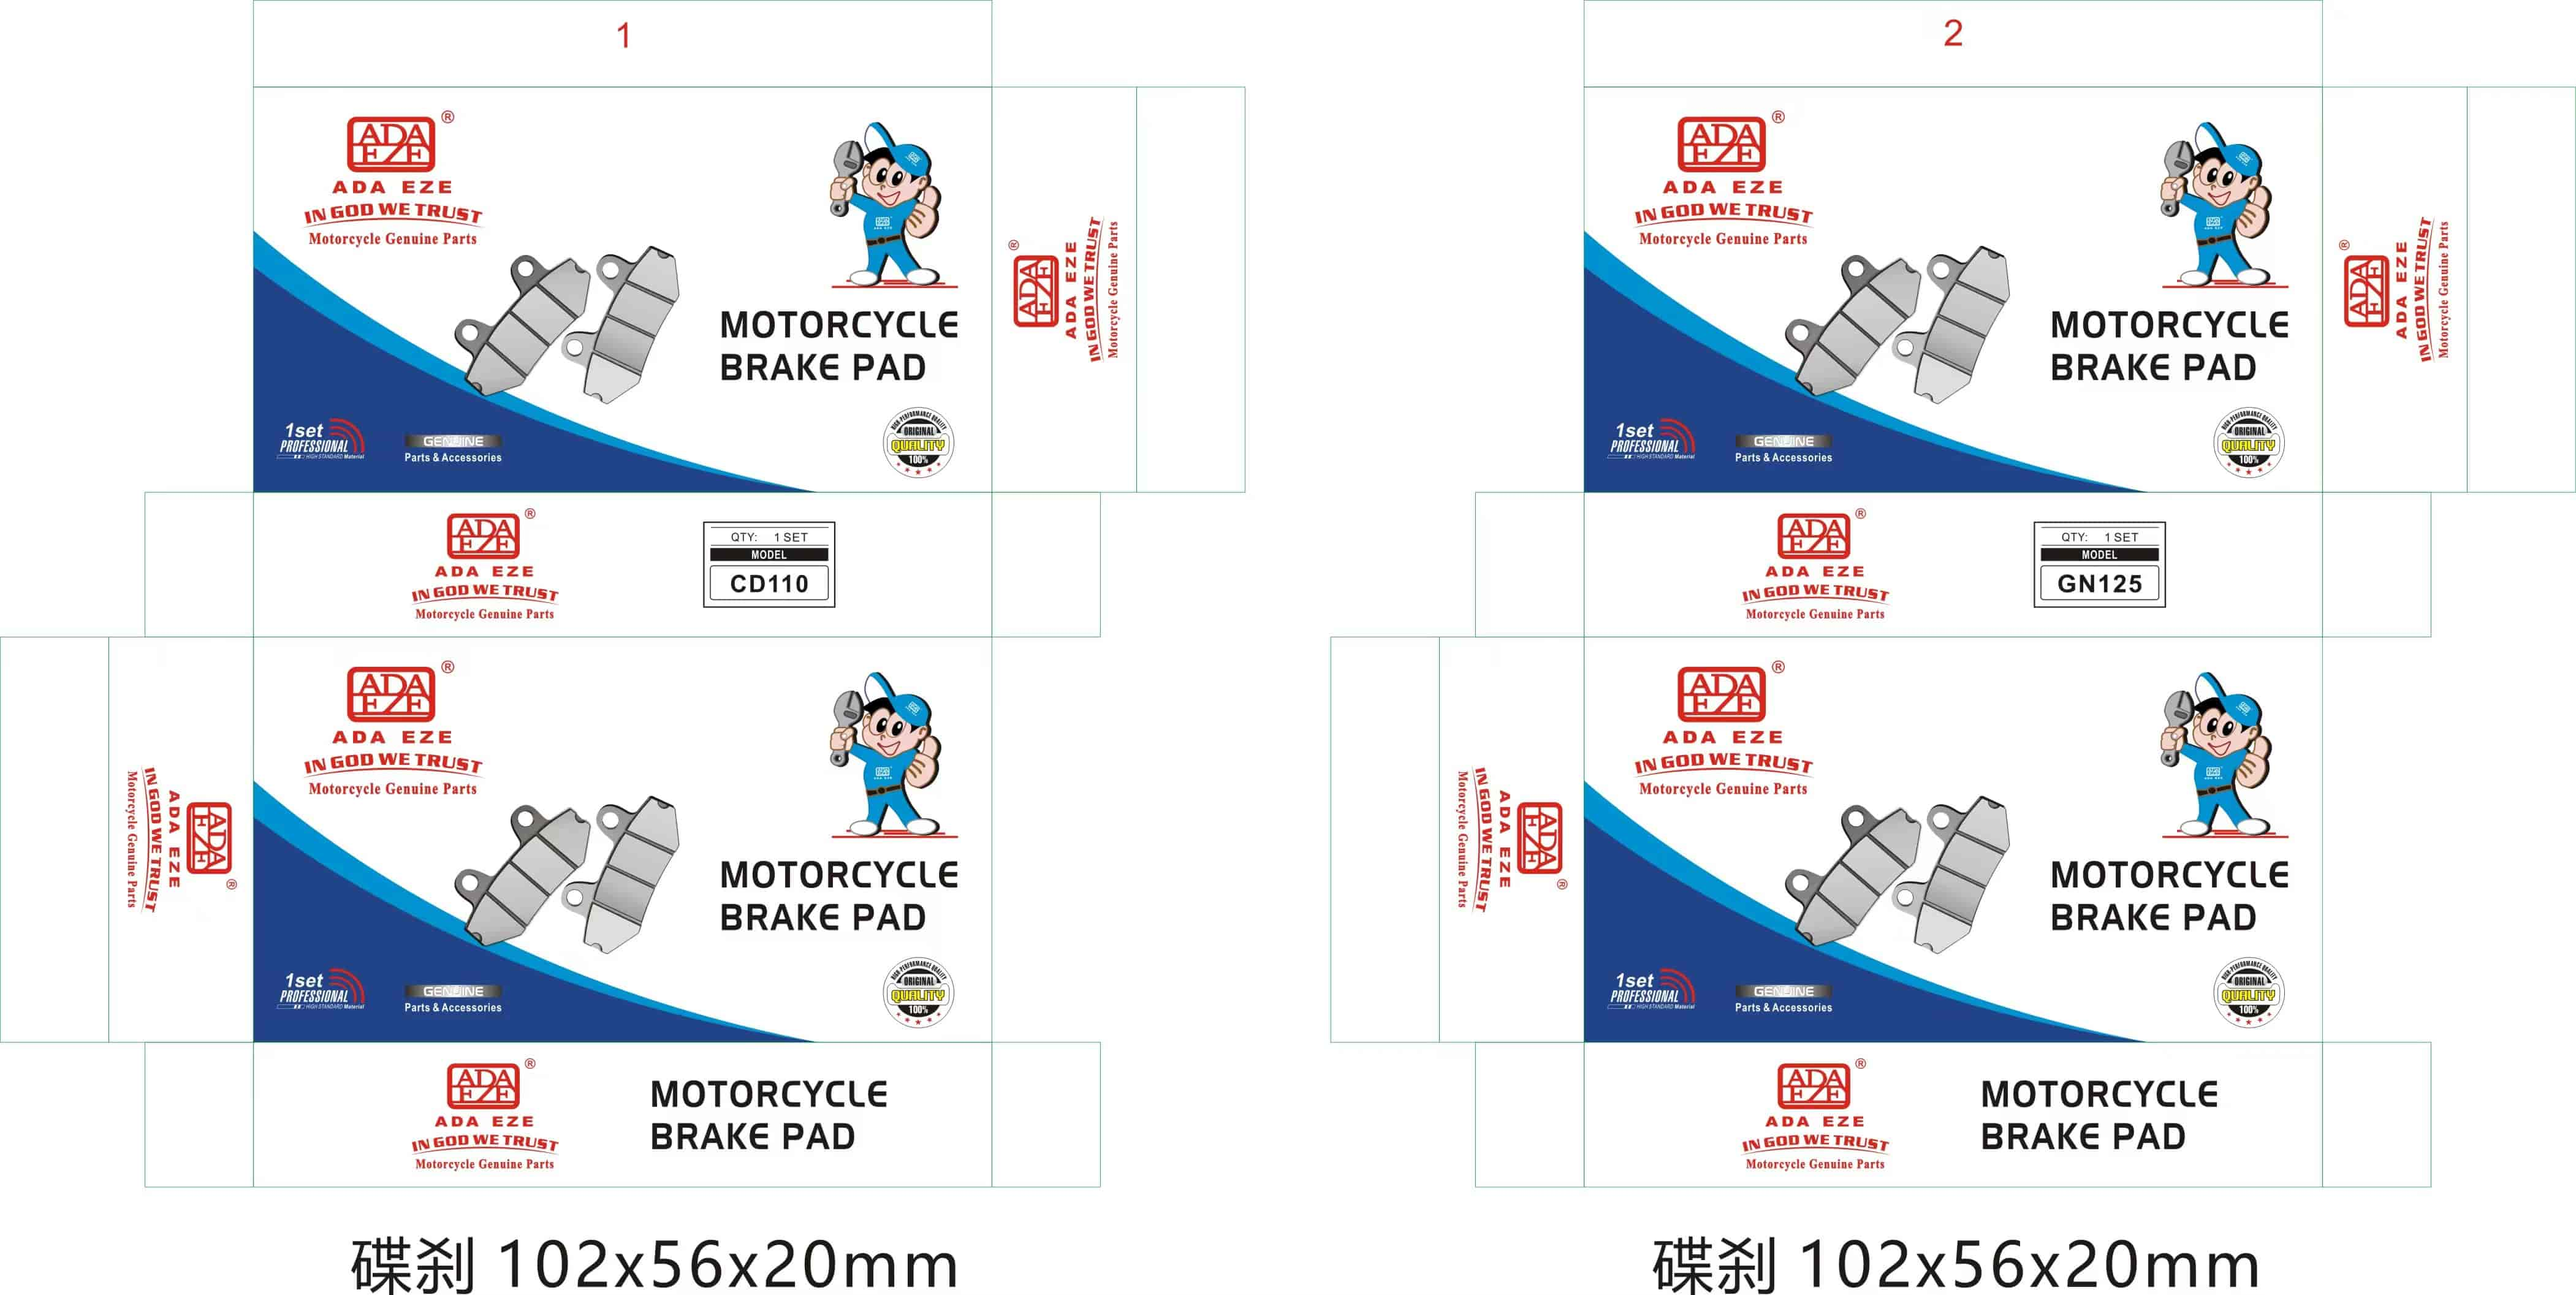 1
ADA
EZE
®
ADA EZE
IN GOD WE TRUST
Motorcycle Genuine Parts
MOTORCYCLE
BRAKE PAD
1set
PROFESSIONAL
HIGH STANDARD Material
GENUINE
Parts & Accessories
HIGH PERFORMANCE QUALITY
ORIGINAL
QUALITY
100%
ADA
EZE
®
ADA EZE
IN GOD WE TRUST
Motorcycle Genuine Parts
ADA
EZE
®
ADA EZE
IN GOD WE TRUST
Motorcycle Genuine Parts
QTY: 1 SET
MODEL
CD110
ADA
EZE
®
ADA EZE
IN GOD WE TRUST
Motorcycle Genuine Parts
ADA
EZE
®
ADA EZE
IN GOD WE TRUST
Motorcycle Genuine Parts
MOTORCYCLE
BRAKE PAD
1set
PROFESSIONAL
HIGH STANDARD Material
GENUINE
Parts & Accessories
HIGH PERFORMANCE QUALITY
ORIGINAL
QUALITY
100%
ADA
EZE
®
ADA EZE
IN GOD WE TRUST
Motorcycle Genuine Parts
MOTORCYCLE
BRAKE PAD
碟刹 102x56x20mm
2
ADA
EZE
®
ADA EZE
IN GOD WE TRUST
Motorcycle Genuine Parts
MOTORCYCLE
BRAKE PAD
1set
PROFESSIONAL
HIGH STANDARD Material
GENUINE
Parts & Accessories
HIGH PERFORMANCE QUALITY
ORIGINAL
QUALITY
100%
ADA
EZE
®
ADA EZE
IN GOD WE TRUST
Motorcycle Genuine Parts
ADA
EZE
®
ADA EZE
IN GOD WE TRUST
Motorcycle Genuine Parts
QTY: 1 SET
MODEL
GN125
ADA
EZE
®
ADA EZE
IN GOD WE TRUST
Motorcycle Genuine Parts
ADA
EZE
®
ADA EZE
IN GOD WE TRUST
Motorcycle Genuine Parts
MOTORCYCLE
BRAKE PAD
1set
PROFESSIONAL
HIGH STANDARD Material
GENUINE
Parts & Accessories
HIGH PERFORMANCE QUALITY
ORIGINAL
QUALITY
100%
ADA
EZE
®
ADA EZE
IN GOD WE TRUST
Motorcycle Genuine Parts
MOTORCYCLE
BRAKE PAD
碟刹 102x56x20mm